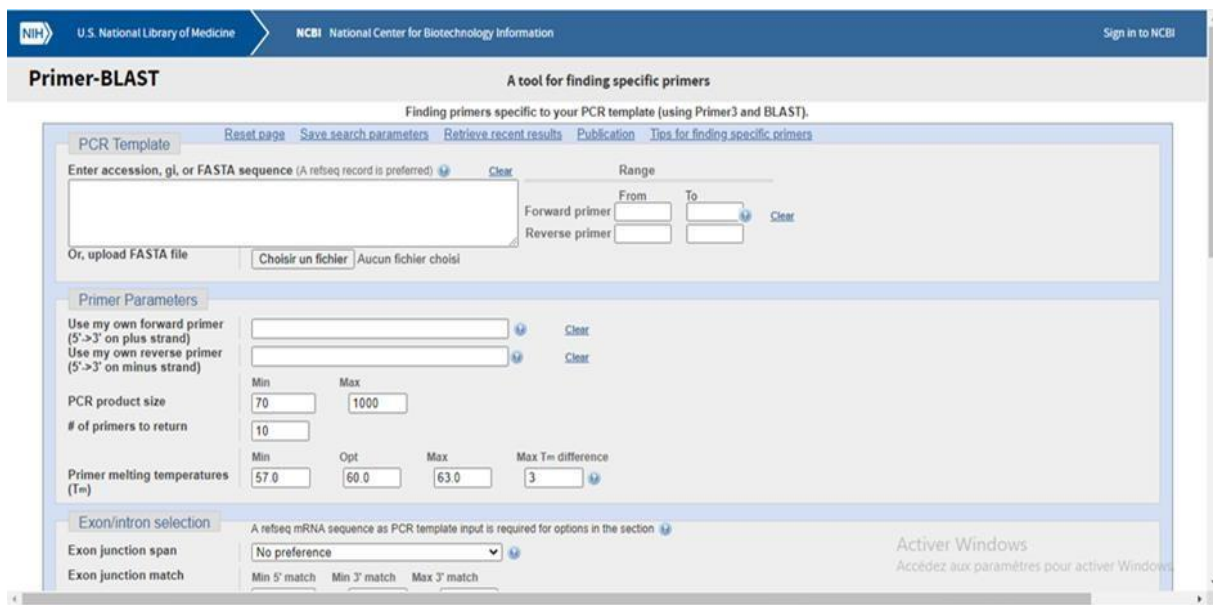 NIH U.S. National Library of Medicine NCBI National Center for Biotechnology Information Sign in to NCBI
Primer-BLAST A tool for finding specific primers
Finding primers specific to your PCR template (using Primer3 and BLAST).
Reset page Save search parameters Retrieve recent results Publication Tips for finding specific primers
PCR Template
Enter accession, gi, or FASTA sequence (A refseq record is preferred) Clear Range
From To
Forward primer Clear
Reverse primer
Or, upload FASTA file Choisir un fichier Aucun fichier choisi
Primer Parameters
Use my own forward primer
(5'->3' on plus strand) Clear
Use my own reverse primer
(5'->3' on minus strand) Clear
Min Max
PCR product size 70 1000
# of primers to return 10
Min Opt Max Max Tm difference
Primer melting temperatures
(Tm) 57.0 60.0 63.0 3
Exon/intron selection A refseq mRNA sequence as PCR template input is required for options in the section
Exon junction span No preference
Exon junction match Min 5' match Min 3' match Max 3' match
Activer Windows
Accédez aux paramètres pour activer Windows.